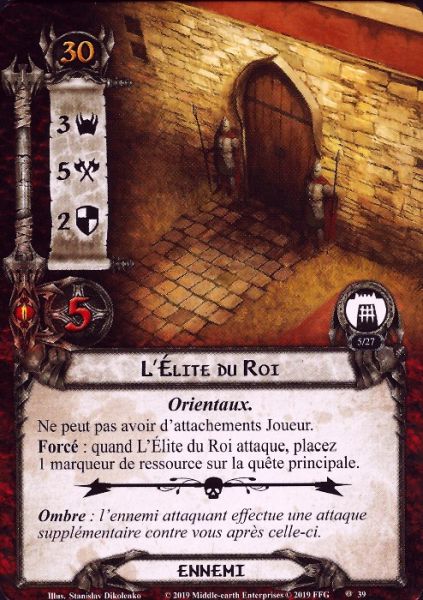 30
3
5
2
5
5/27
L'Élite du Roi
Orientaux.
Ne peut pas avoir d'attachements Joueur.
Forcé : quand L'Élite du Roi attaque, placez
1 marqueur de ressource sur la quête principale.
Ombre : l'ennemi attaquant effectue une attaque
supplémentaire contre vous après celle-ci.
ENNEMI
Illus. Stanislav Dikolenko © 2019 Middle-earth Enterprises © 2019 FFG 39